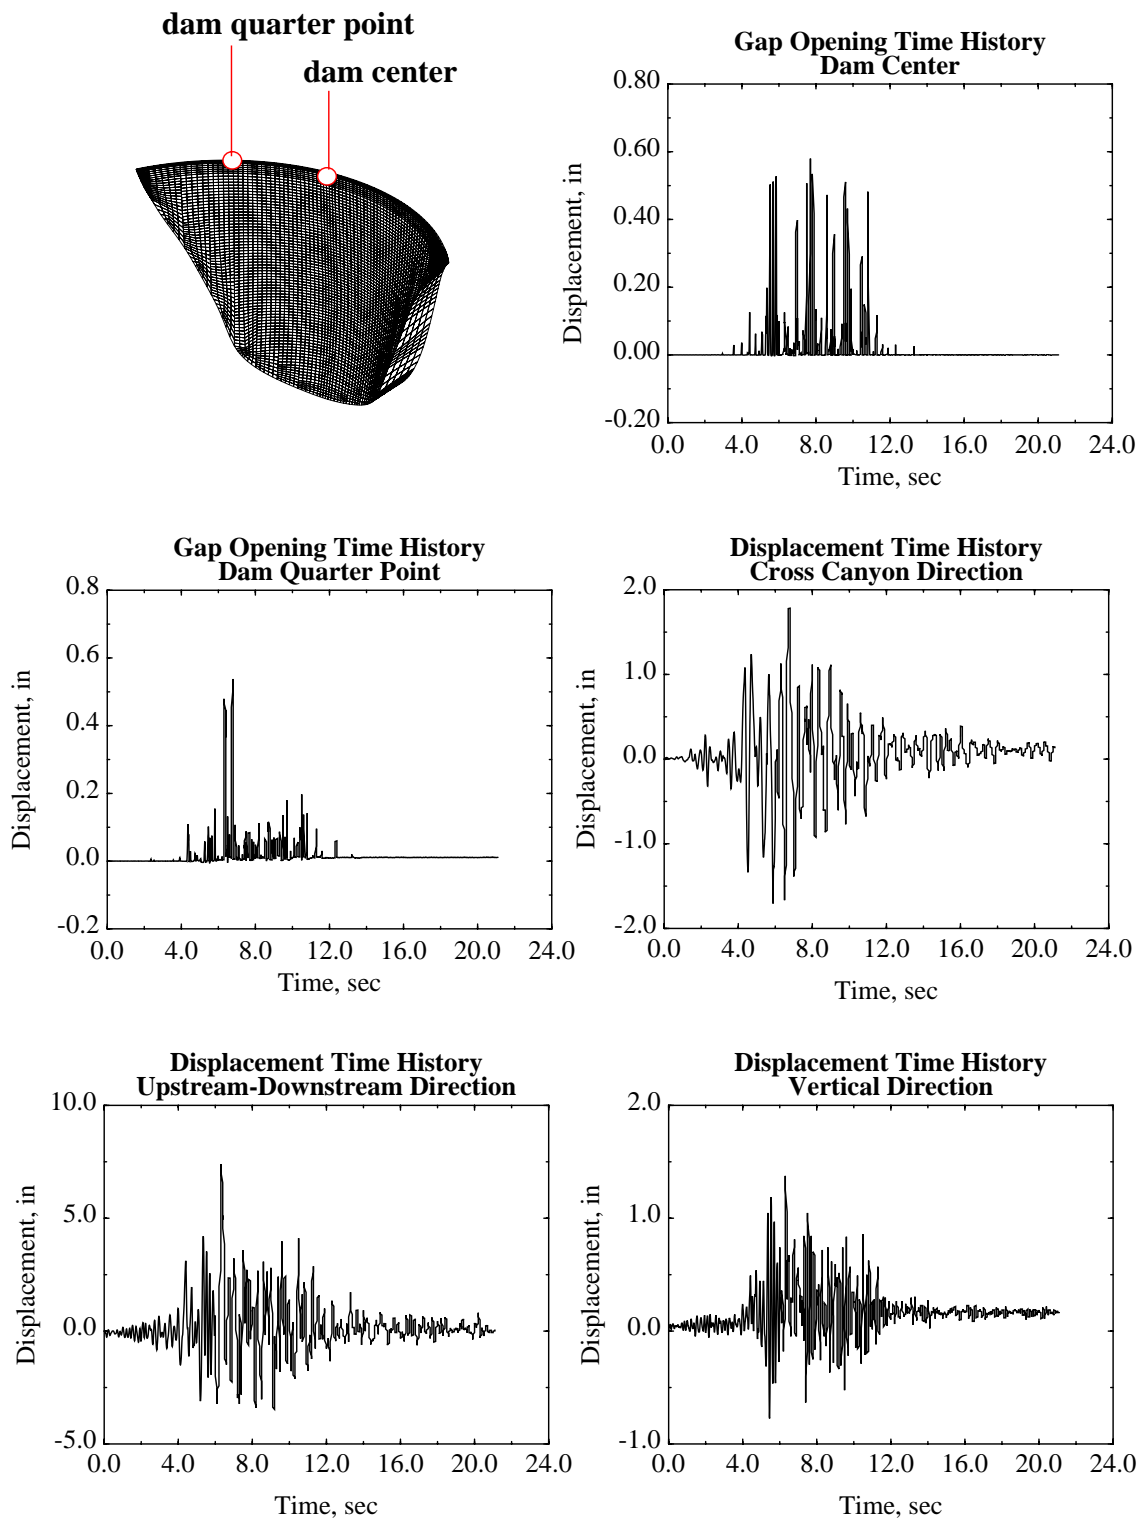 dam quarter point
dam center
Gap Opening Time History
Dam Center
0.80
0.60
0.40
0.20
0.00
-0.20
Displacement, in
0.0 4.0 8.0 12.0 16.0 20.0 24.0
Time, sec
Gap Opening Time History
Dam Quarter Point
0.8
0.6
0.4
0.2
0.0
-0.2
Displacement, in
0.0 4.0 8.0 12.0 16.0 20.0 24.0
Time, sec
Displacement Time History
Cross Canyon Direction
2.0
1.0
0.0
-1.0
-2.0
Displacement, in
0.0 4.0 8.0 12.0 16.0 20.0 24.0
Time, sec
Displacement Time History
Upstream-Downstream Direction
10.0
5.0
0.0
-5.0
Displacement, in
0.0 4.0 8.0 12.0 16.0 20.0 24.0
Time, sec
Displacement Time History
Vertical Direction
2.0
1.0
0.0
-1.0
Displacement, in
0.0 4.0 8.0 12.0 16.0 20.0 24.0
Time, sec